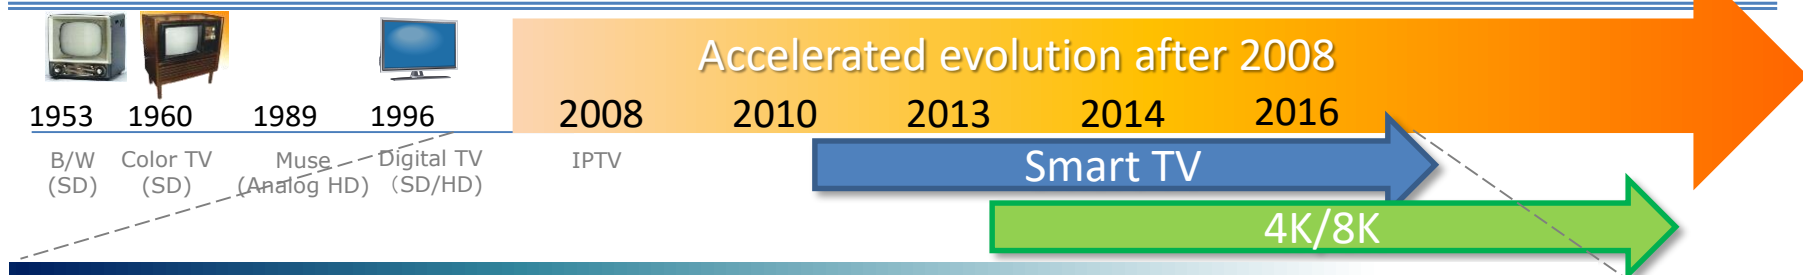 Accelerated evolution after 2008
1953 1960 1989 1996 2008 2010 2013 2014 2016
B/W Color TV Muse Digital TV IPTV
(SD) (SD) (Analog HD) （SD/HD)
Smart TV
4K/8K